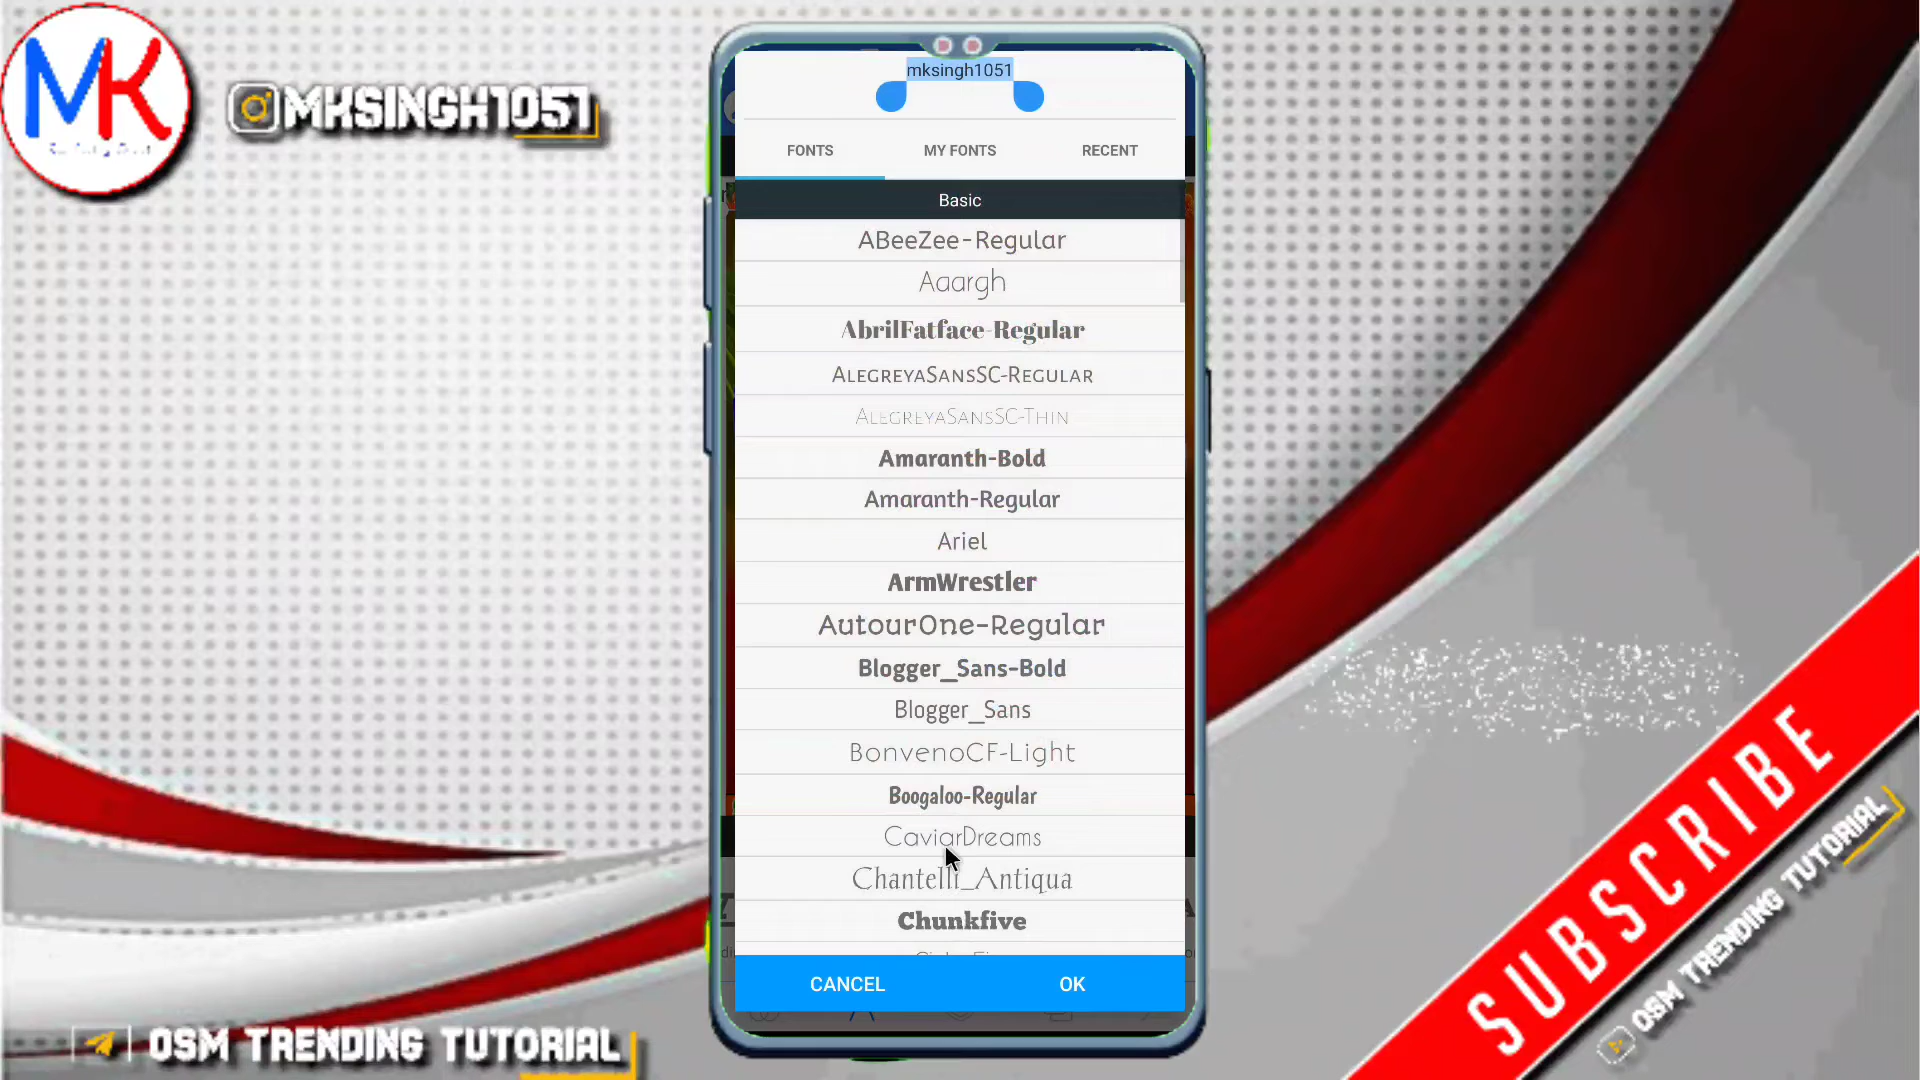 MK
MKSINGH1051
mksingh1051
FONTS
MY FONTS
RECENT
Basic
ABeeZee-Regular
Aaargh
AbrilFatface-Regular
AlegreyaSansSC-Regular
AlegreyaSansSC-Thin
Amaranth-Bold
Amaranth-Regular
Ariel
ArmWrestler
AutourOne-Regular
Blogger_Sans-Bold
Blogger_Sans
BonvenoCF-Light
Boogaloo-Regular
CaviarDreams
Chantelli_Antiqua
Chunkfive
CANCEL
OK
SUBSCRIBE
OSM TRENDING TUTORIAL
OSM TRENDING TUTORIAL